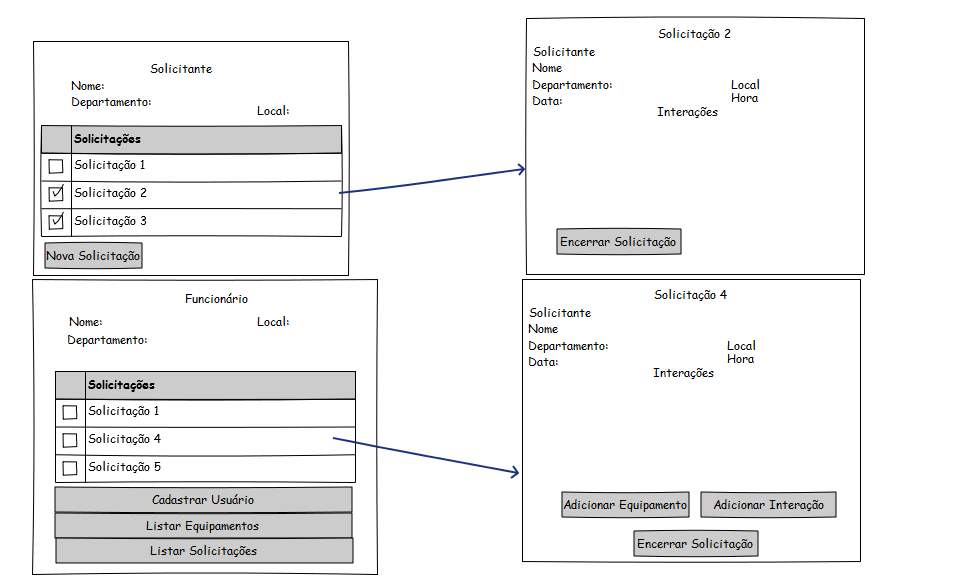 Solicitante
Nome:
Departamento:
Local:
Solicitações
Solicitação 1
Solicitação 2
Solicitação 3
Nova Solicitação
Solicitação 2
Solicitante
Nome
Departamento: Local
Data: Hora
Interações
Encerrar Solicitação
Funcionário
Nome: Local:
Departamento:
Solicitações
Solicitação 1
Solicitação 4
Solicitação 5
Cadastrar Usuário
Listar Equipamentos
Listar Solicitações
Solicitação 4
Solicitante
Nome
Departamento: Local
Data: Hora
Interações
Adicionar Equipamento Adicionar Interação
Encerrar Solicitação